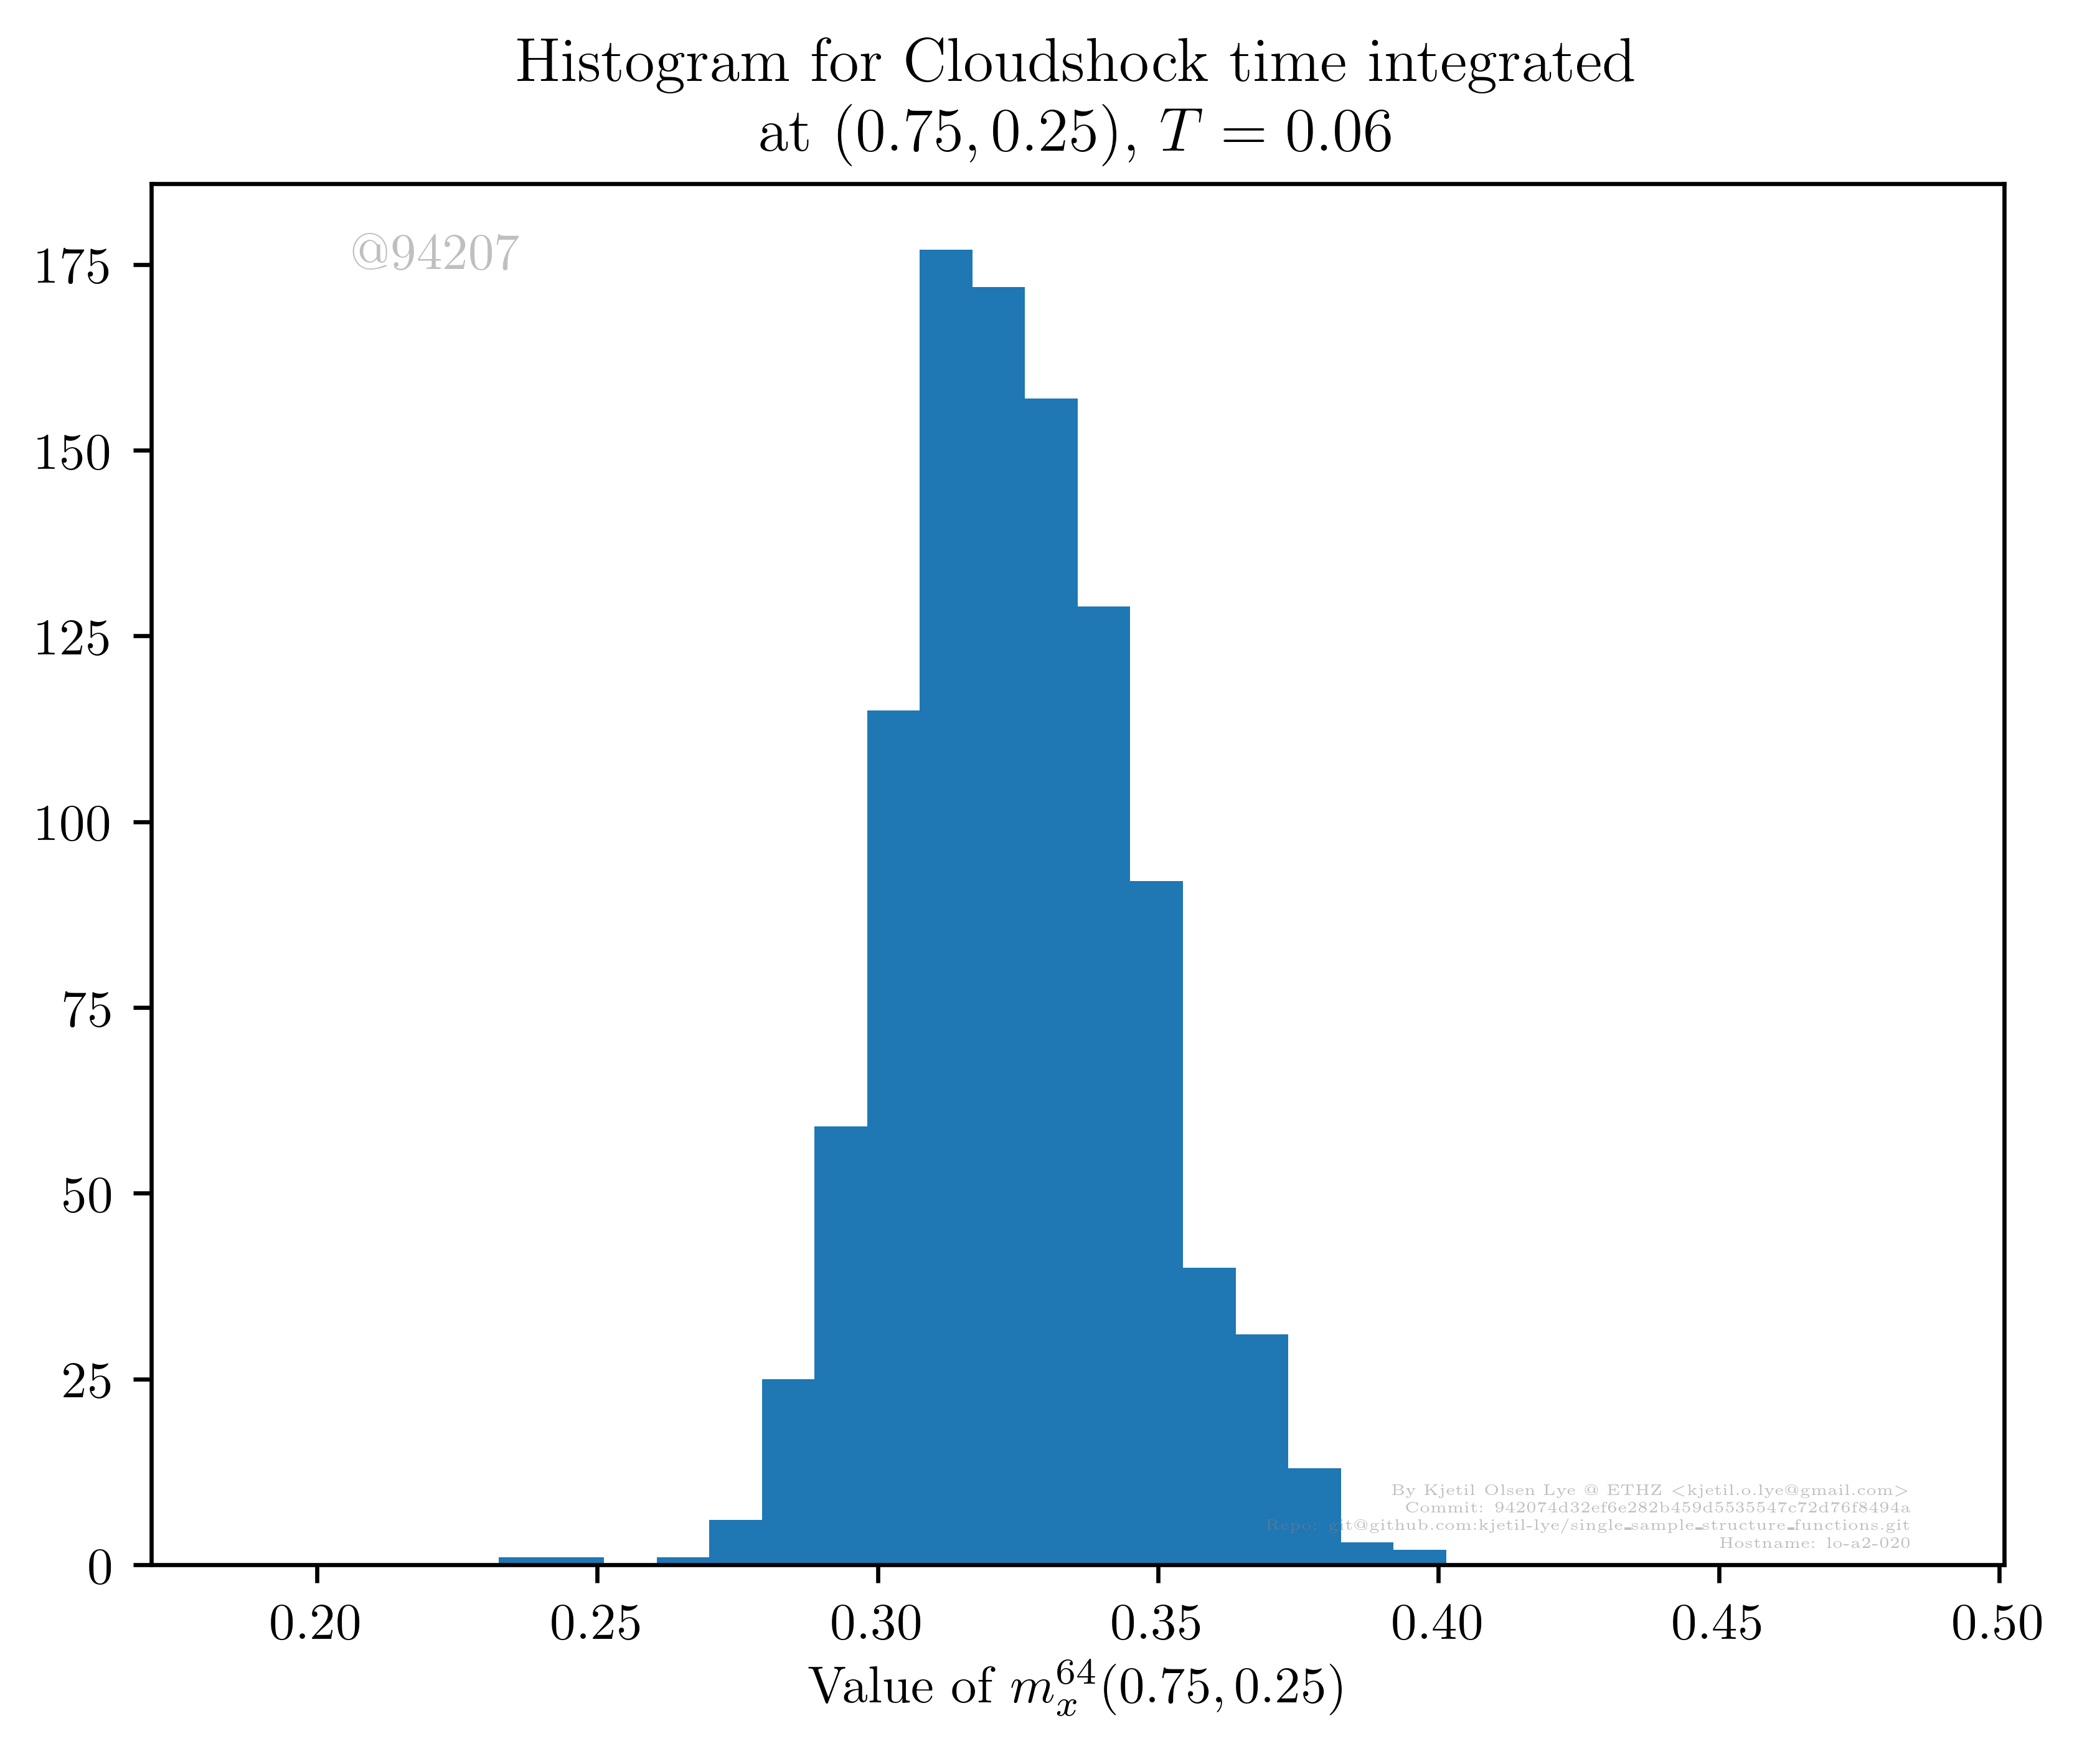 Histogram for Cloudshock time integrated
at (0.75, 0.25), T = 0.06
@94207
175
150
125
100
75
50
25
0
By Kjetil Olsen Lye @ ETHZ <kjetil.o.lye@gmail.com>
Commit: 942074d32ef6e282b459d5535547c72d76f8494a
Repo: git@github.com:kjetil-lye/single_sample_structure_functions.git
Hostname: lo-a2-020
0.20 0.25 0.30 0.35 0.40 0.45 0.50
Value of $m_x^{64}(0.75, 0.25)$